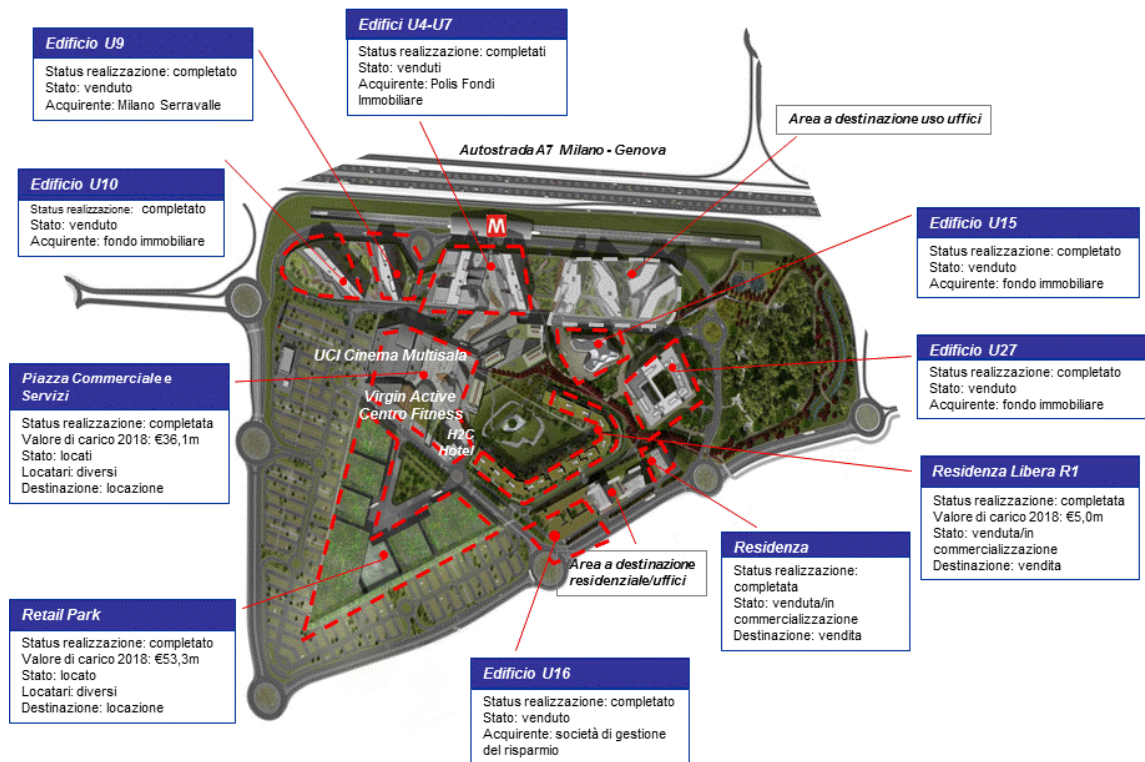 Edificio U9
Status realizzazione: completato
Stato: venduto
Acquirente: Milano Serravalle
Edifici U4-U7
Status realizzazione: completati
Stato: venduti
Acquirente: Polis Fondi
Immobiliare
Area a destinazione uso uffici
Autostrada A7 Milano - Genova
M
Edificio U10
Status realizzazione: completato
Stato: venduto
Acquirente: fondo immobiliare
Edificio U15
Status realizzazione: completato
Stato: venduto
Acquirente: fondo immobiliare
Edificio U27
Status realizzazione: completato
Stato: venduto
Acquirente: fondo immobiliare
UCI Cinema Multisala
Virgin Active
Centro Fitness
H2C
Hotel
Piazza Commerciale e
Servizi
Status realizzazione: completata
Valore di carico 2018: €36,1m
Stato: locati
Locatari: diversi
Destinazione: locazione
Residenza Libera R1
Status realizzazione: completata
Valore di carico 2018: €5,0m
Stato: venduta/in
commercializzazione
Destinazione: vendita
Residenza
Status realizzazione:
completata
Stato: venduta/in
commercializzazione
Destinazione: vendita
Area a destinazione
residenziale/uffici
Retail Park
Status realizzazione: completato
Valore di carico 2018: €53,3m
Stato: locato
Locatari: diversi
Destinazione: locazione
Edificio U16
Status realizzazione: completato
Stato: venduto
Acquirente: società di gestione
del risparmio